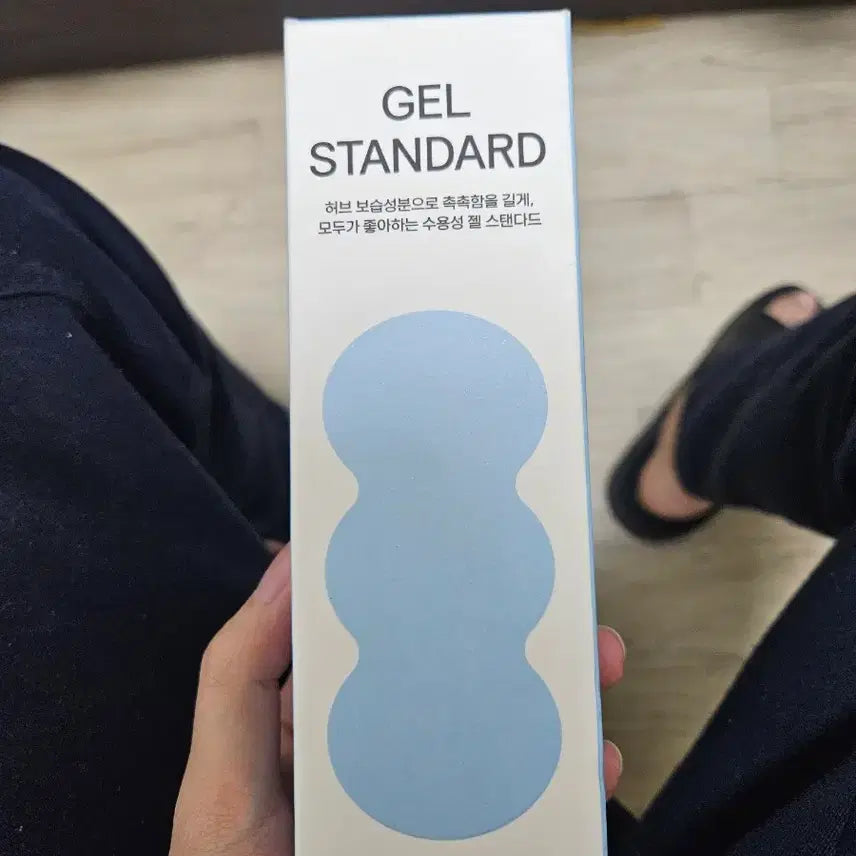 GEL
STANDARD
허브 보습성분으로 촉촉함을 길게,
모두가 좋아하는 수용성 젤 스탠다드